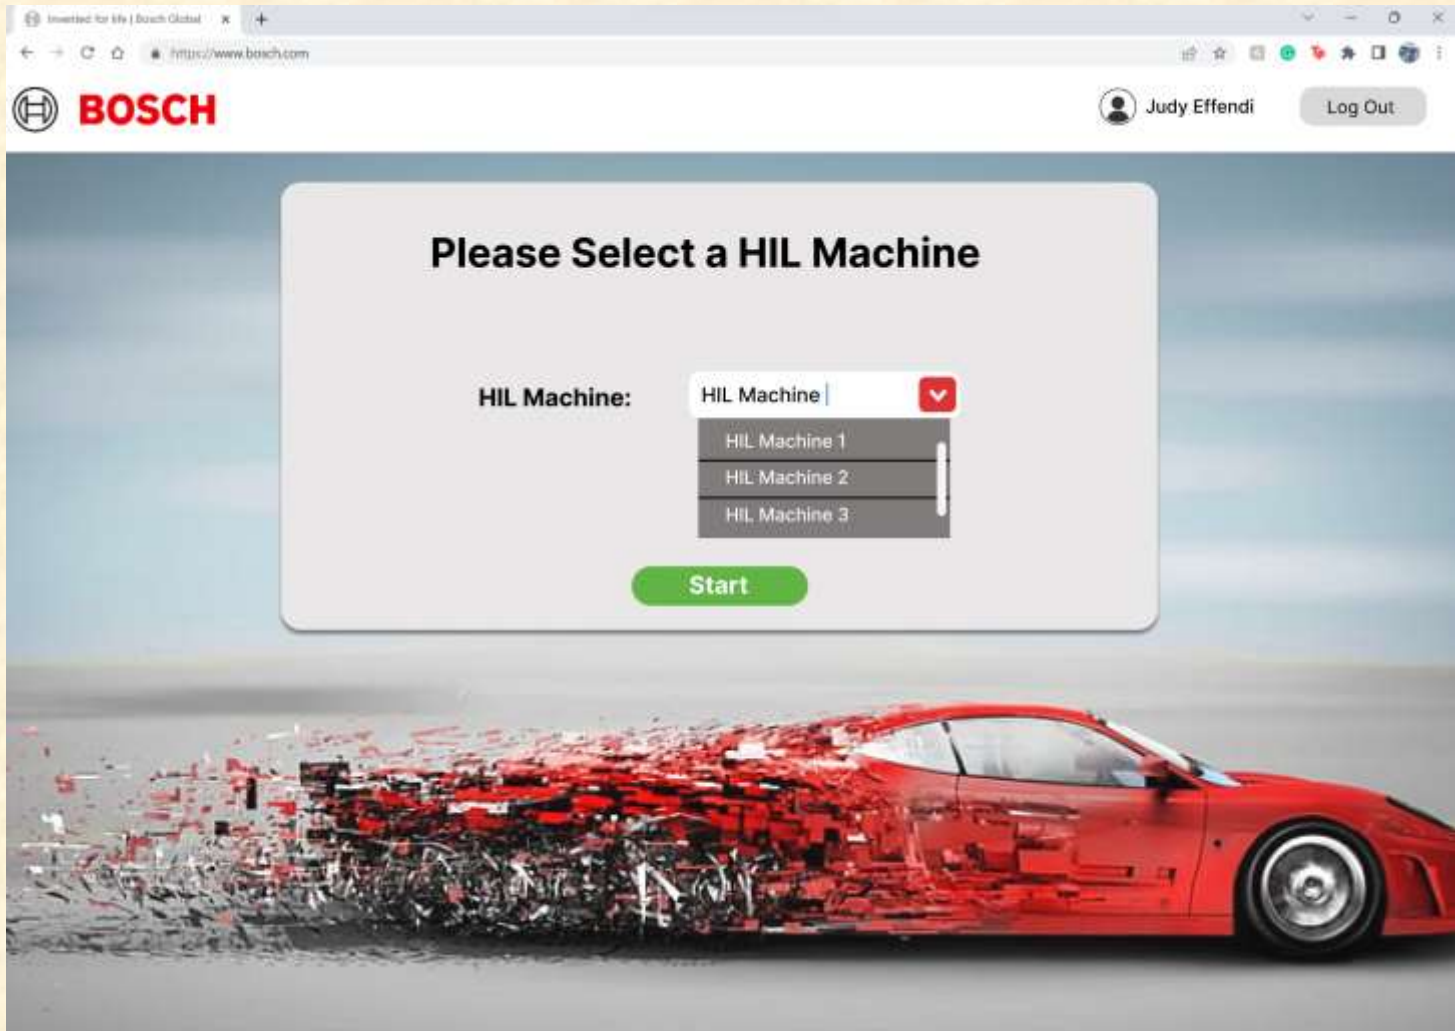 Invented for life | Bosch Global
https://www.bosch.com
BOSCH
Judy Effendi
Log Out
Please Select a HIL Machine
HIL Machine:
HIL Machine
HIL Machine 1
HIL Machine 2
HIL Machine 3
Start